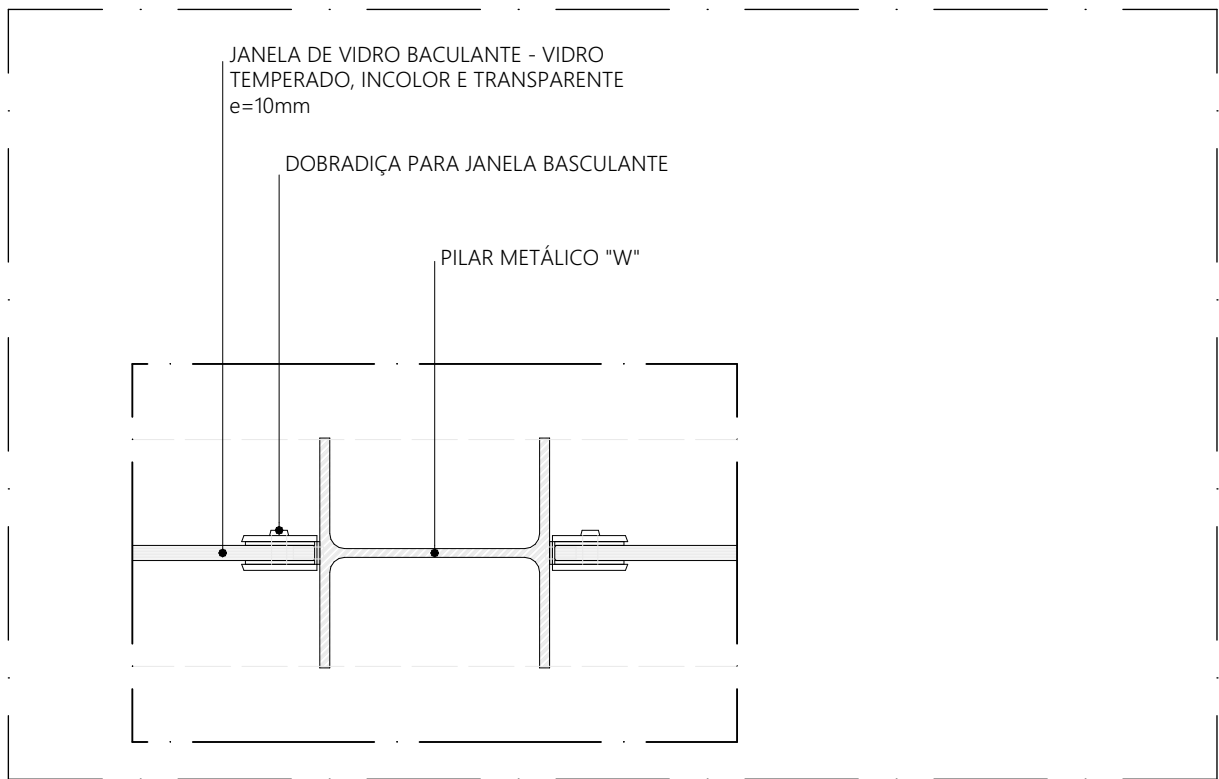 JANELA DE VIDRO BACULANTE - VIDRO
TEMPERADO, INCOLOR E TRANSPARENTE
e=10mm
DOBRADIÇA PARA JANELA BASCULANTE
PILAR METÁLICO "W"